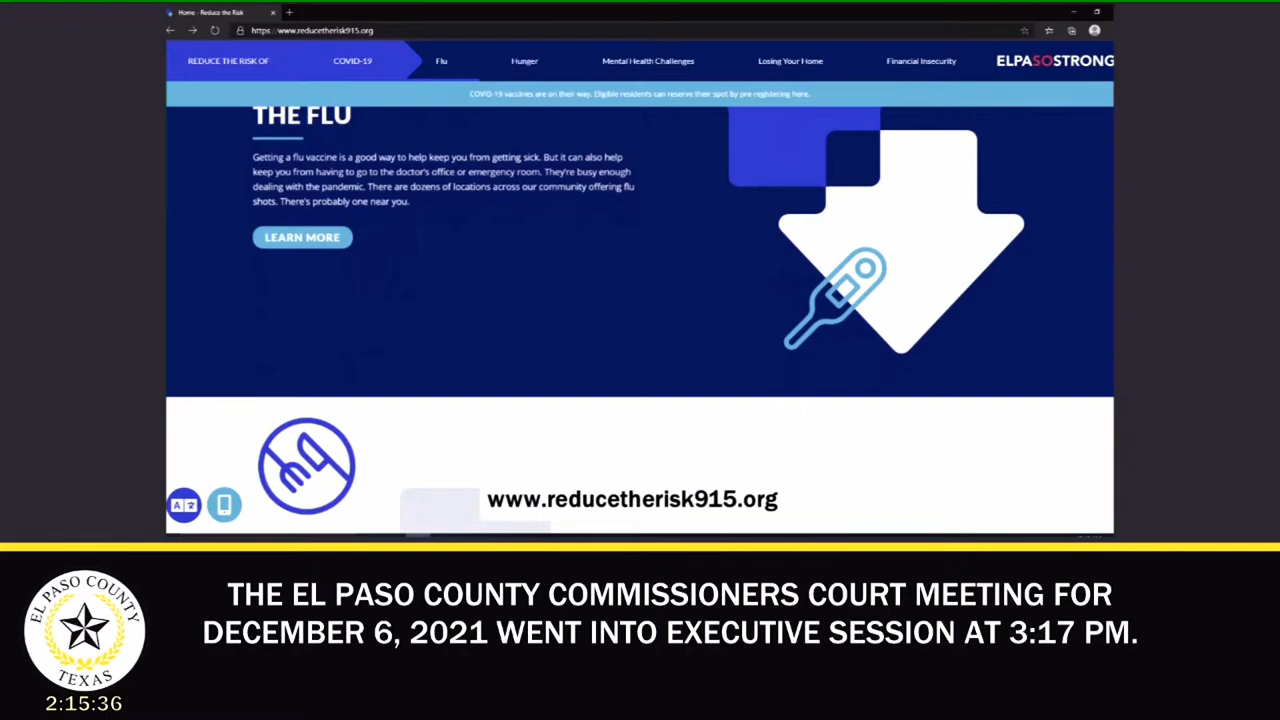 Home - Reduce the Risk
https://www.reducetherisk915.org
REDUCE THE RISK OF COVID-19 Flu Hunger Mental Health Challenges Losing Your Home Financial Insecurity ELPASOSTRONG
COVID-19 vaccines are on their way. Eligible residents can reserve their spot by pre registering here.
THE FLU
Getting a flu vaccine is a good way to help keep you from getting sick. But it can also help
keep you from having to go to the doctor's office or emergency room. They're busy enough
dealing with the pandemic. There are dozens of locations across our community offering flu
shots. There's probably one near you.
LEARN MORE
A
www.reducetherisk915.org
EL PASO COUNTY
TEXAS
THE EL PASO COUNTY COMMISSIONERS COURT MEETING FOR
DECEMBER 6, 2021 WENT INTO EXECUTIVE SESSION AT 3:17 PM.
2:15:36